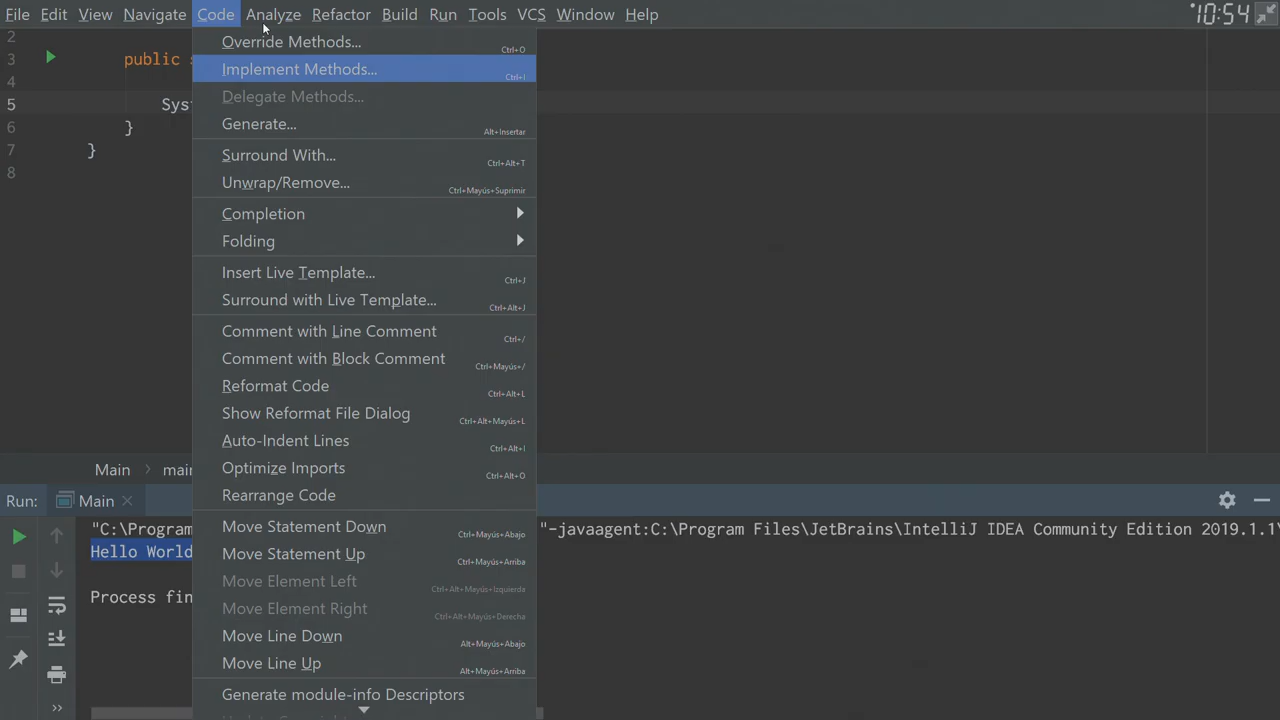 File Edit View Navigate Code Analyze Refactor Build Run Tools VCS Window Help 10:54
2
Override Methods... Ctrl+O
3 public
Implement Methods... Ctrl+I
4
Delegate Methods...
5 Syst
Generate... Alt+Insertar
6 }
7 }
Surround With... Ctrl+Alt+T
8
Unwrap/Remove... Ctrl+Mayús+Suprimir
Completion
Folding
Insert Live Template... Ctrl+J
Surround with Live Template... Ctrl+Alt+J
Comment with Line Comment Ctrl+/
Comment with Block Comment Ctrl+Mayús+/
Reformat Code Ctrl+Alt+L
Show Reformat File Dialog Ctrl+Alt+Mayús+L
Auto-Indent Lines Ctrl+Alt+I
Optimize Imports Ctrl+Alt+O
Main > main
Rearrange Code
Run: Main
Move Statement Down Ctrl+Mayús+Abajo
"C:\Program "-javaagent:C:\Program Files\JetBrains\IntelliJ IDEA Community Edition 2019.1.1\
Hello World
Move Statement Up Ctrl+Mayús+Arriba
Move Element Left Ctrl+Alt+Mayús+Izquierda
Process fin
Move Element Right Ctrl+Alt+Mayús+Derecha
Move Line Down Alt+Mayús+Abajo
Move Line Up Alt+Mayús+Arriba
Generate module-info Descriptors